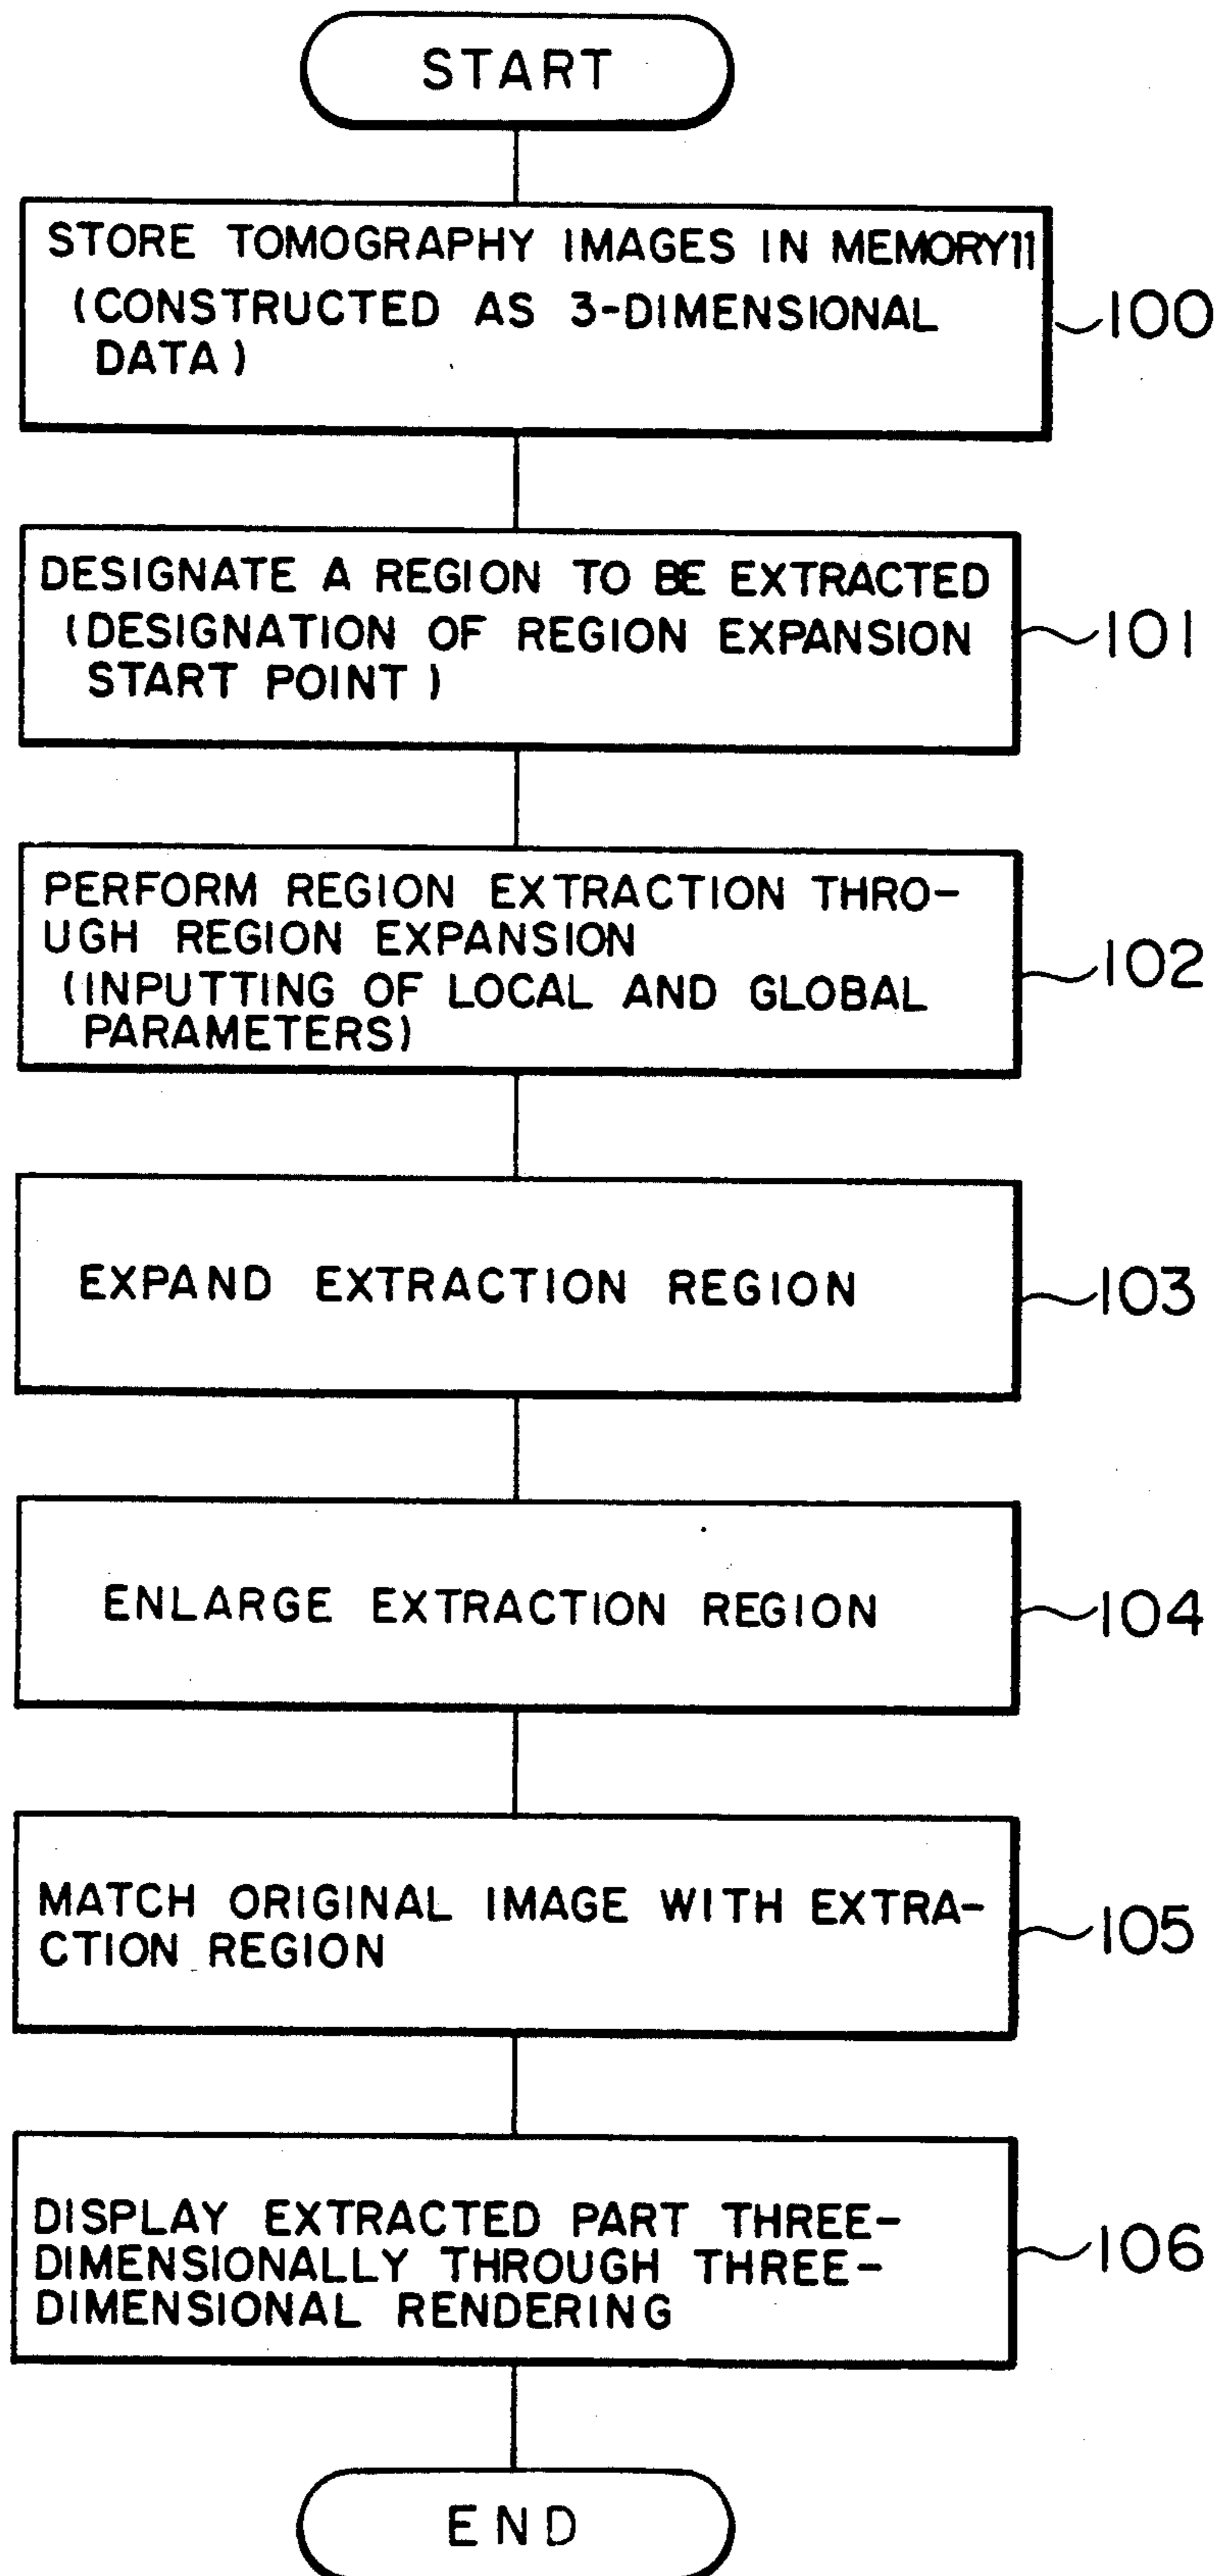 START
STORE TOMOGRAPHY IMAGES IN MEMORY11
(CONSTRUCTED AS 3-DIMENSIONAL
DATA)
100
DESIGNATE A REGION TO BE EXTRACTED
(DESIGNATION OF REGION EXPANSION
START POINT)
101
PERFORM REGION EXTRACTION THRO-
UGH REGION EXPANSION
(INPUTTING OF LOCAL AND GLOBAL
PARAMETERS)
102
EXPAND EXTRACTION REGION
103
ENLARGE EXTRACTION REGION
104
MATCH ORIGINAL IMAGE WITH EXTRA-
CTION REGION
105
DISPLAY EXTRACTED PART THREE-
DIMENSIONALLY THROUGH THREE-
DIMENSIONAL RENDERING
106
END